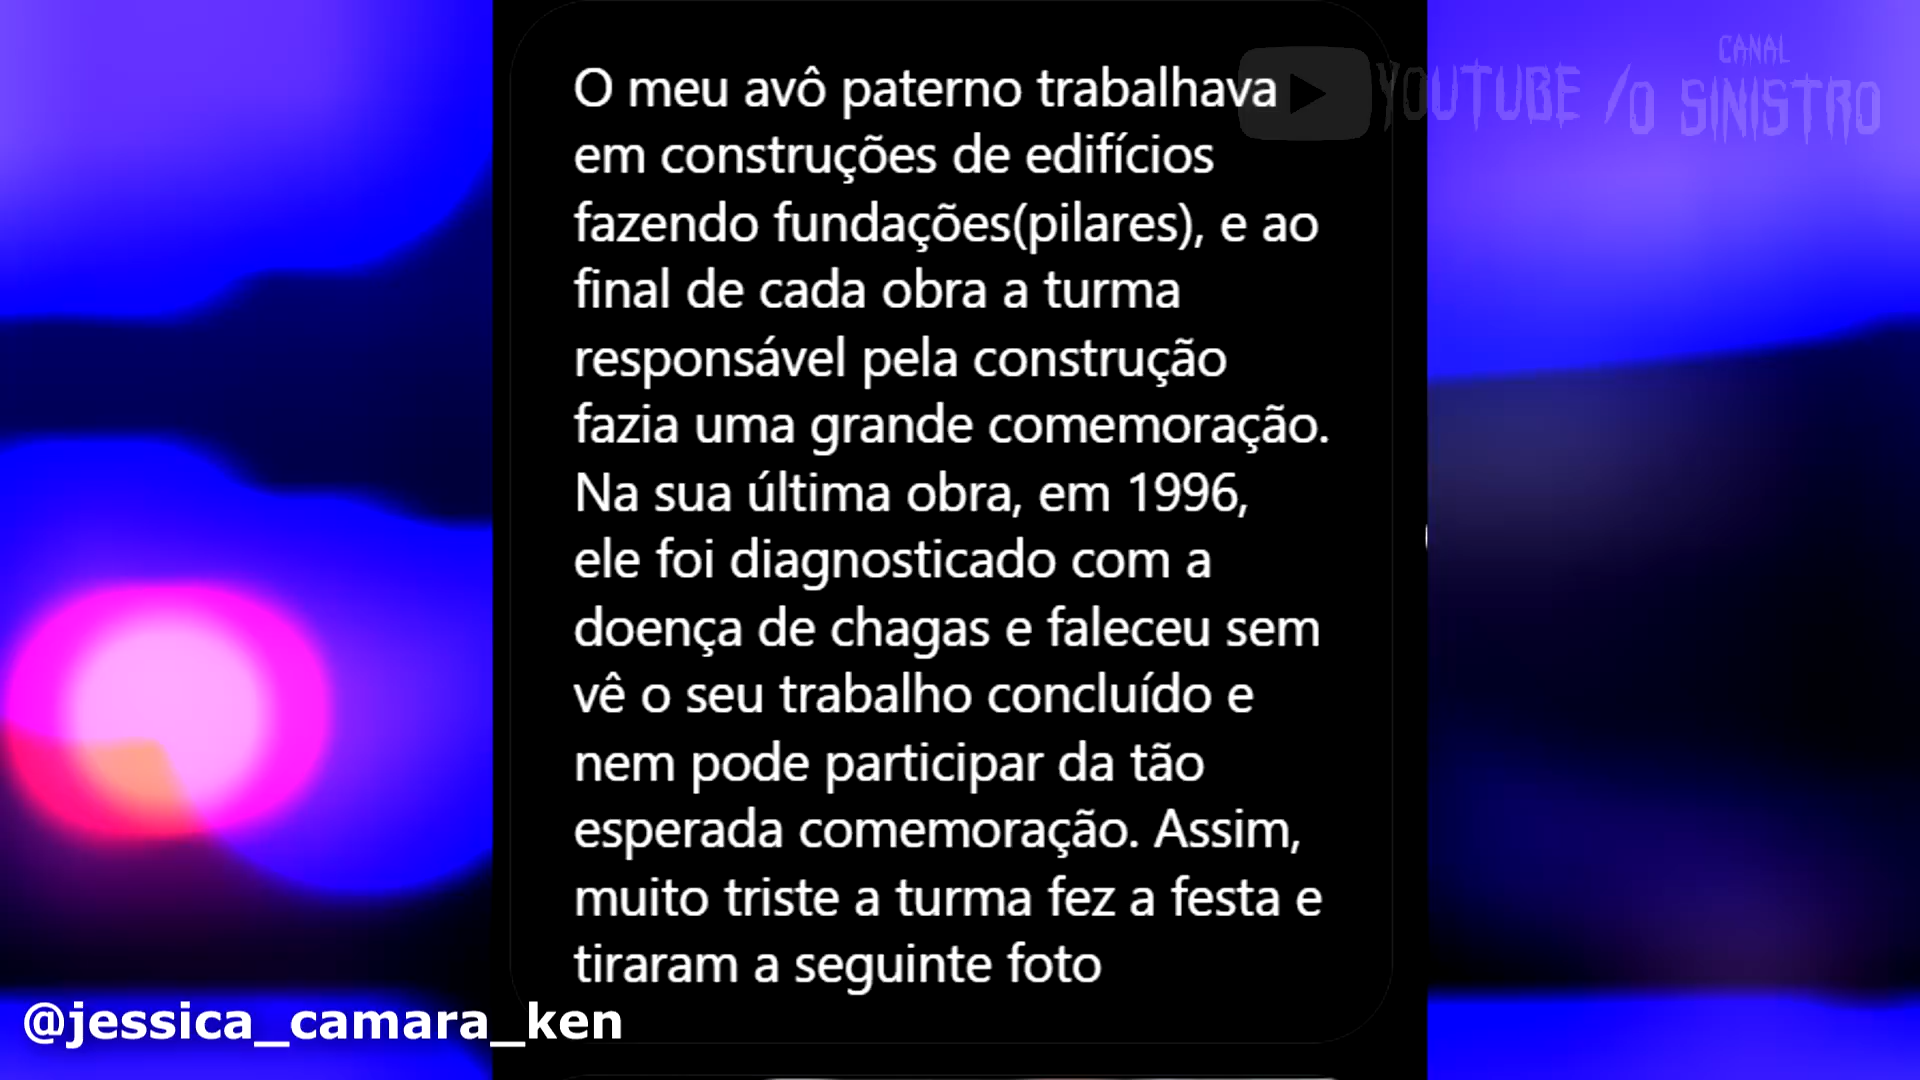 CANAL
YOUTUBE /O SINISTRO
O meu avô paterno trabalhava
em construções de edifícios
fazendo fundações(pilares), e ao
final de cada obra a turma
responsável pela construção
fazia uma grande comemoração.
Na sua última obra, em 1996,
ele foi diagnosticado com a
doença de chagas e faleceu sem
vê o seu trabalho concluído e
nem pode participar da tão
esperada comemoração. Assim,
muito triste a turma fez a festa e
tiraram a seguinte foto
@jessica_camara_ken